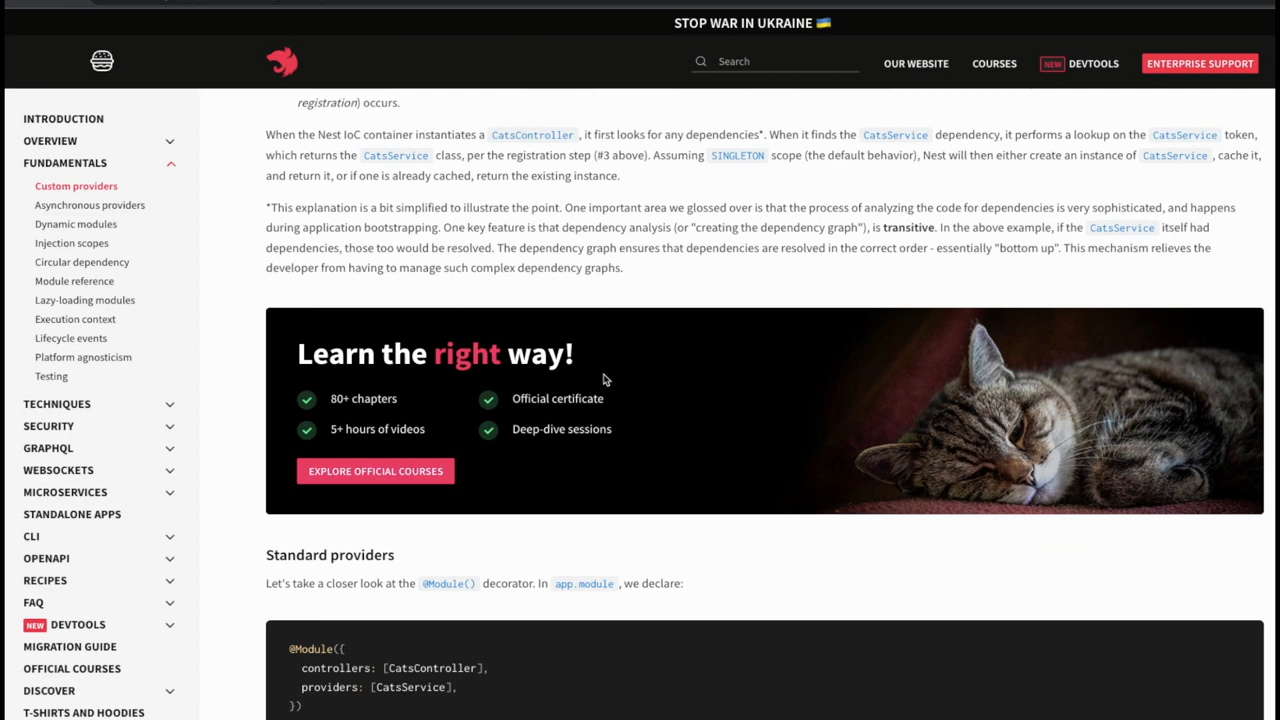 STOP WAR IN UKRAINE 🇺🇦
Search
OUR WEBSITE
COURSES
NEW DEVTOOLS
ENTERPRISE SUPPORT
INTRODUCTION
OVERVIEW
FUNDAMENTALS
Custom providers
Asynchronous providers
Dynamic modules
Injection scopes
Circular dependency
Module reference
Lazy-loading modules
Execution context
Lifecycle events
Platform agnosticism
Testing
TECHNIQUES
SECURITY
GRAPHQL
WEBSOCKETS
MICROSERVICES
STANDALONE APPS
CLI
OPENAPI
RECIPES
FAQ
NEW DEVTOOLS
MIGRATION GUIDE
OFFICIAL COURSES
DISCOVER
T-SHIRTS AND HOODIES
registration) occurs.
When the Nest IoC container instantiates a CatsController, it first looks for any dependencies*. When it finds the CatsService dependency, it performs a lookup on the CatsService token,
which returns the CatsService class, per the registration step (#3 above). Assuming SINGLETON scope (the default behavior), Nest will then either create an instance of CatsService, cache it,
and return it, or if one is already cached, return the existing instance.
*This explanation is a bit simplified to illustrate the point. One important area we glossed over is that the process of analyzing the code for dependencies is very sophisticated, and happens
during application bootstrapping. One key feature is that dependency analysis (or "creating the dependency graph"), is transitive. In the above example, if the CatsService itself had
dependencies, those too would be resolved. The dependency graph ensures that dependencies are resolved in the correct order - essentially "bottom up". This mechanism relieves the
developer from having to manage such complex dependency graphs.
Learn the right way!
80+ chapters
Official certificate
5+ hours of videos
Deep-dive sessions
EXPLORE OFFICIAL COURSES
Standard providers
Let's take a closer look at the @Module() decorator. In app.module, we declare:
@Module({
controllers: [CatsController],
providers: [CatsService],
})